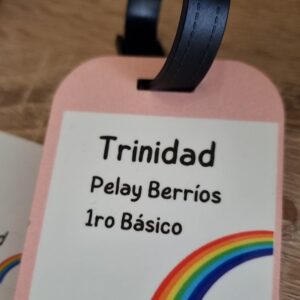 Trinidad
Pelay Berríos
1ro Básico